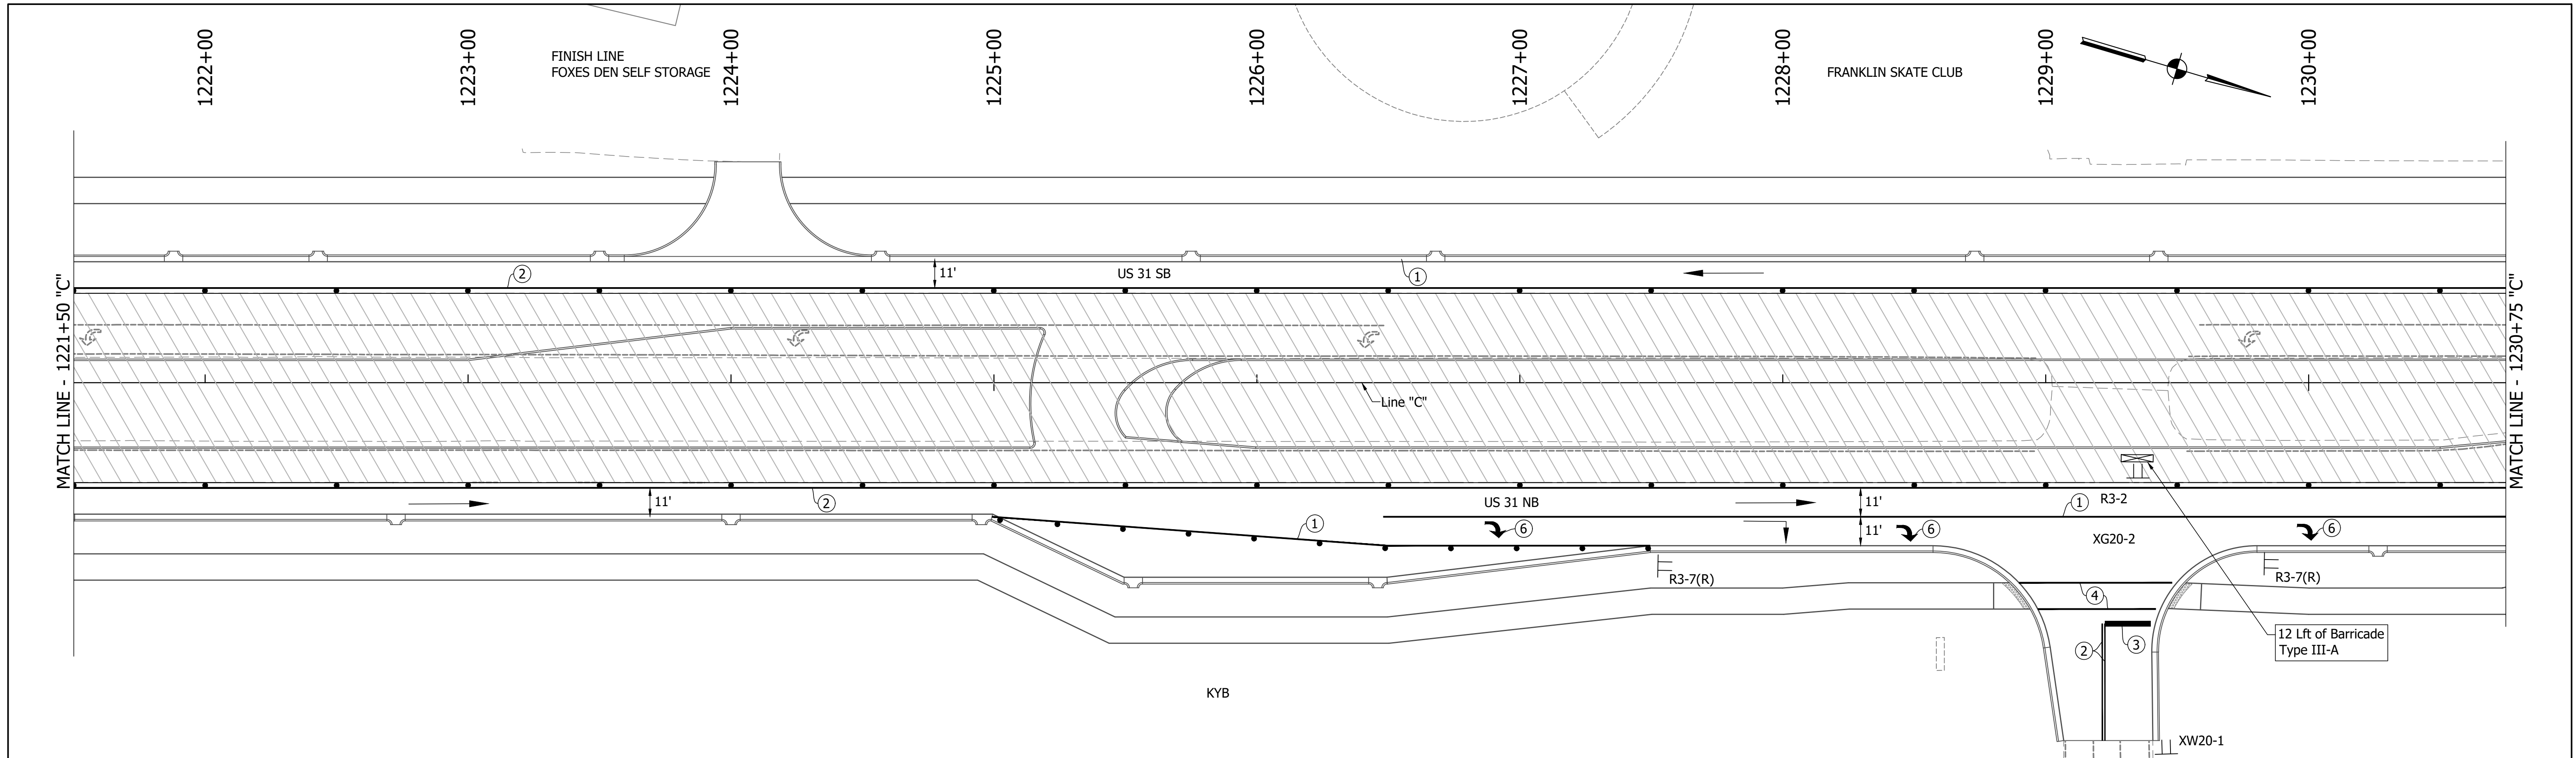 1222+00
1223+00
1224+00
1225+00
1226+00
1227+00
1228+00
1229+00
1230+00
FINISH LINE
FOXES DEN SELF STORAGE
FRANKLIN SKATE CLUB
MATCH LINE - 1221+50 "C"
MATCH LINE - 1230+75 "C"
2
11'
US 31 SB
1
Line "C"
11'
2
US 31 NB
11'
R3-2
1
1
6
11'
6
XG20-2
6
R3-7(R)
R3-7(R)
4
2
3
12 Lft of Barricade
Type III-A
KYB
XW20-1